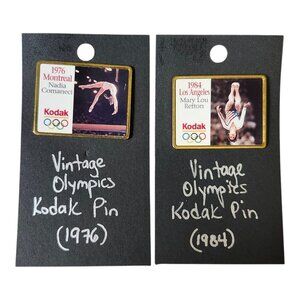 1976
Montreal
Nadia
Comaneci
Kodak
Vintage
Olympics
Kodak Pin
(1976)
1984
Los Angeles
Mary Lou
Retton
Kodak
Vintage
Olympics
Kodak Pin
(1984)